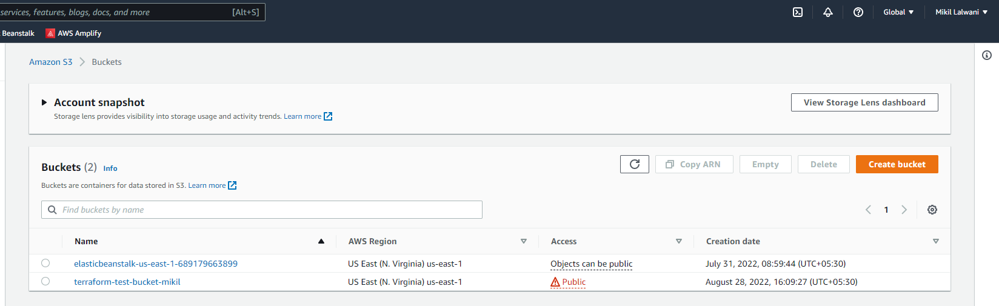 services, features, blogs, docs, and more [Alt+S] Global Mikil Lalwani
Beanstalk AWS Amplify
Amazon S3 Buckets
Account snapshot View Storage Lens dashboard
Storage lens provides visibility into storage usage and activity trends. Learn more
Buckets (2) Info Copy ARN Empty Delete Create bucket
Buckets are containers for data stored in S3. Learn more
Find buckets by name 1
Name AWS Region Access Creation date
elasticbeanstalk-us-east-1-689179663899 US East (N. Virginia) us-east-1 Objects can be public July 31, 2022, 08:59:44 (UTC+05:30)
terraform-test-bucket-mikil US East (N. Virginia) us-east-1 Public August 28, 2022, 16:09:27 (UTC+05:30)